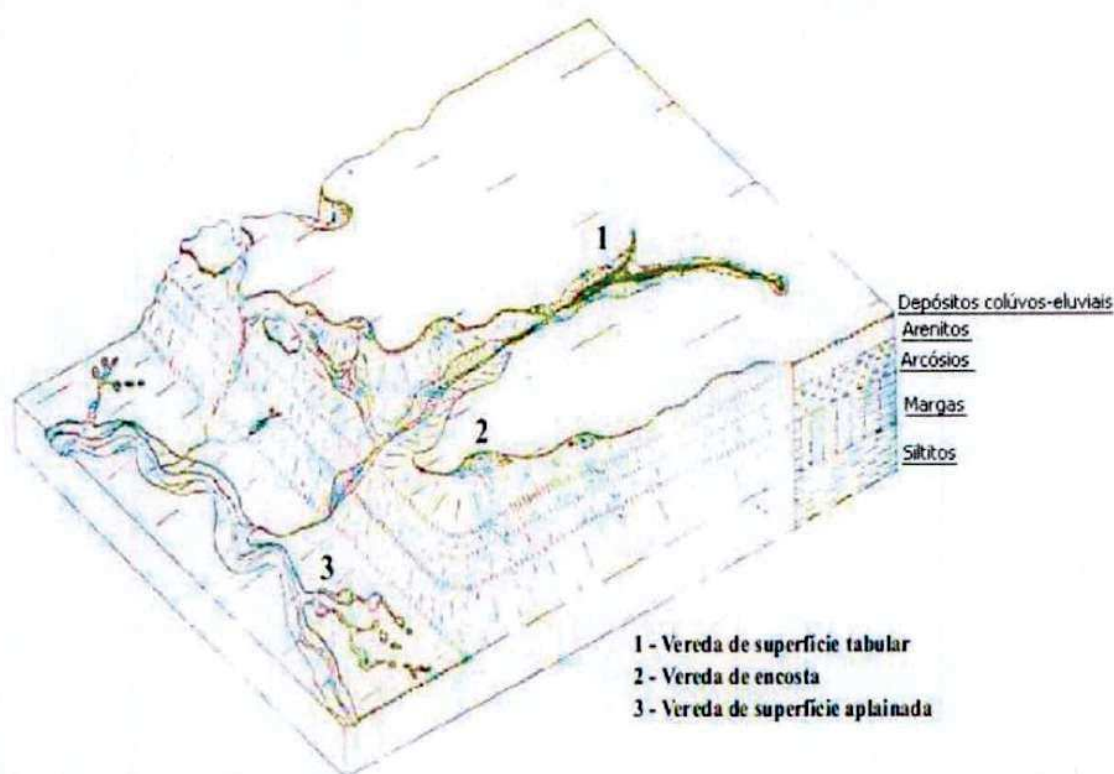 1
2
3
Depósitos colúvos-eluviais
Arenitos
Arcósios
Margas
Siltitos
1 - Vereda de superfície tabular
2 - Vereda de encosta
3 - Vereda de superfície aplainada